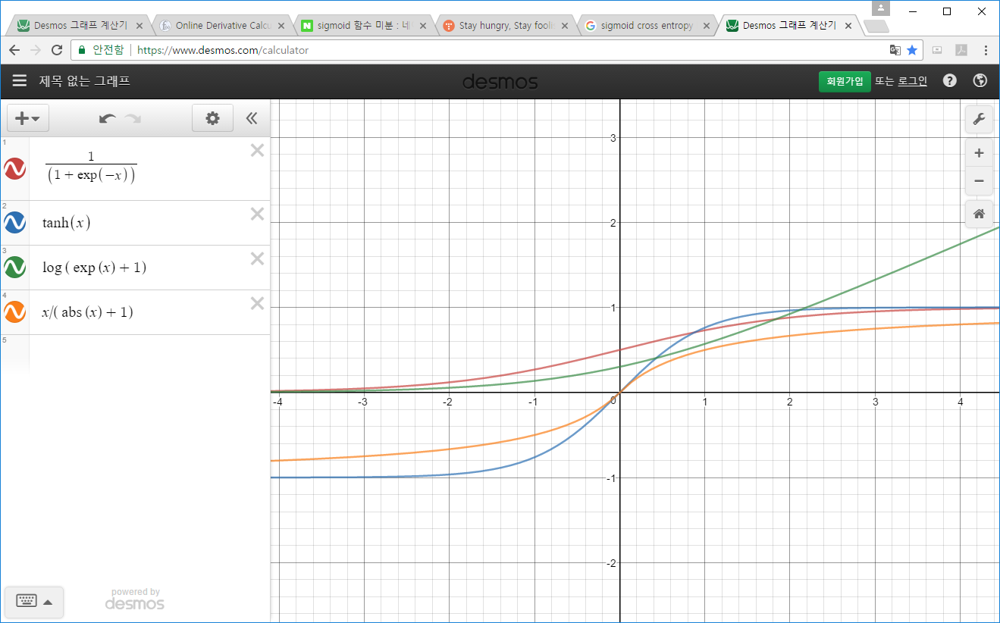 Desmos 그래프 계산기
Online Derivative Calcu
sigmoid 함수 미분 : 네
Stay hungry, Stay fooli
sigmoid cross entropy
Desmos 그래프 계산기
안전함
https://www.desmos.com/calculator
제목 없는 그래프
desmos
회원가입 또는 로그인
1
1
(1 + exp(−x))
2
tanh(x)
3
log ( exp (x) + 1)
4
x/( abs (x) + 1)
5
powered by
desmos
3
2
1
-4 -3 -2 -1 0 1 2 3 4
-1
-2